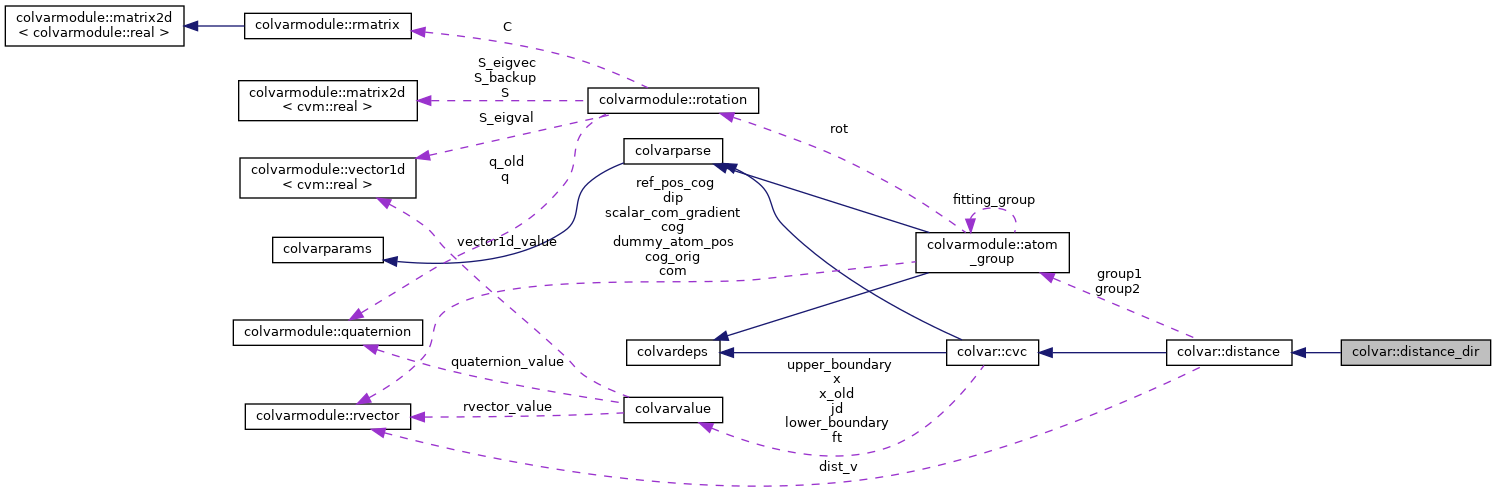 colvarmodule::matrix2d
< colvarmodule::real >
colvarmodule::rmatrix
C
S_eigvec
S_backup
S
colvarmodule::matrix2d
< cvm::real >
colvarmodule::rotation
S_eigval
rot
colvarparse
q_old
q
colvarmodule::vector1d
< cvm::real >
ref_pos_cog
dip
scalar_com_gradient
cog
dummy_atom_pos
cog_orig
com
fitting_group
colvarparams
vector1d_value
colvarmodule::atom
_group
group1
group2
colvarmodule::quaternion
colvardeps
colvar::cvc
colvar::distance
colvar::distance_dir
quaternion_value
upper_boundary
x
x_old
jd
lower_boundary
ft
colvarmodule::rvector
rvector_value
colvarvalue
dist_v